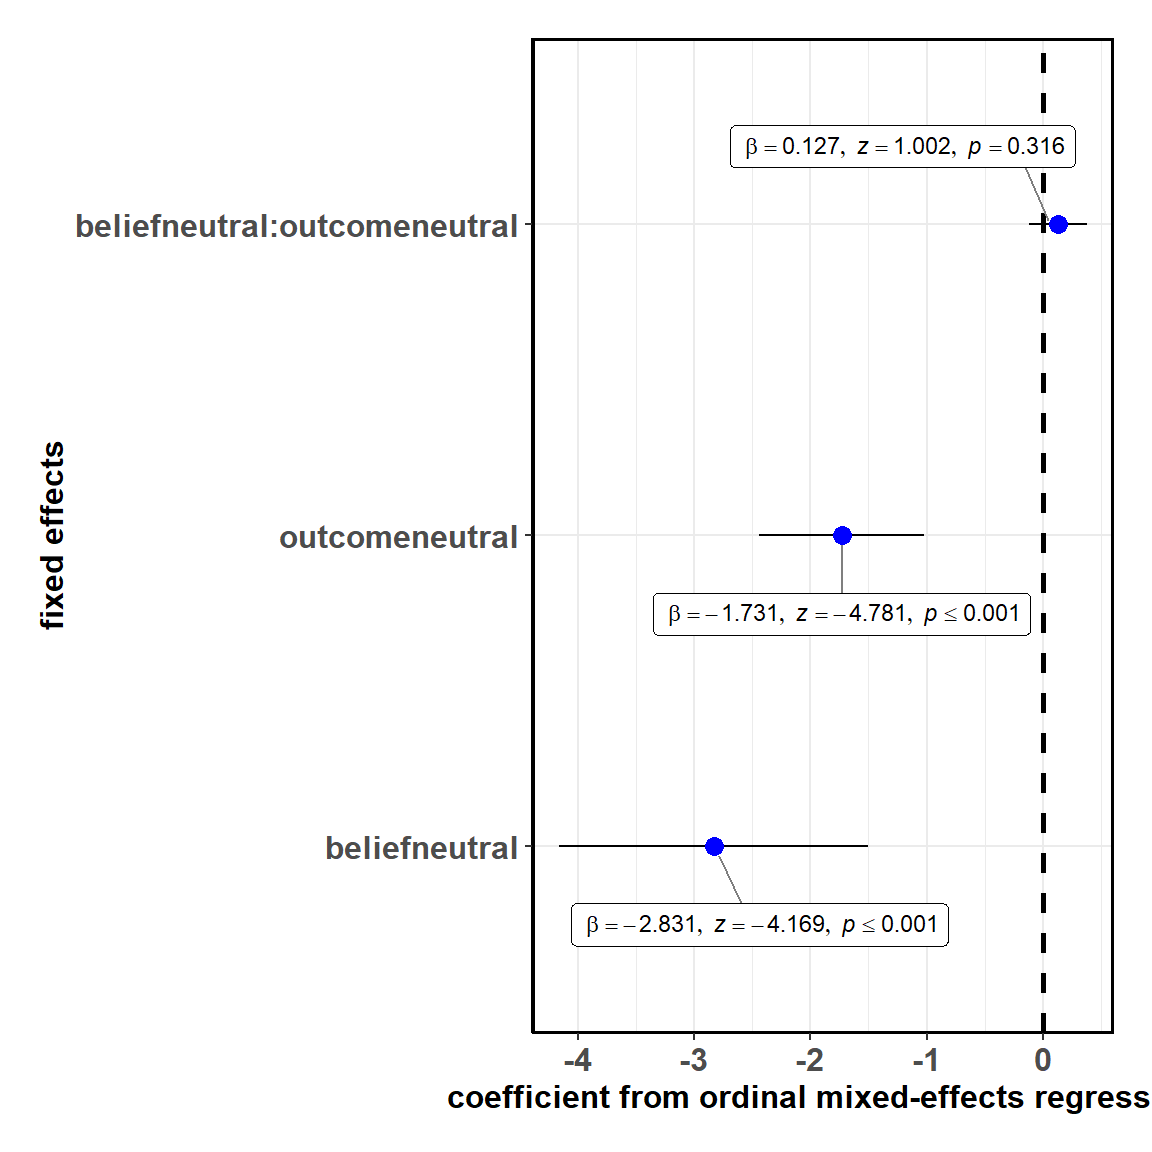 β = 0.127, z = 1.002, p = 0.316
beliefneutral:outcomeneutral
fixed effects
outcomeneutral
β = −1.731, z = −4.781, p ≤ 0.001
beliefneutral
β = −2.831, z = −4.169, p ≤ 0.001
-4 -3 -2 -1 0
coefficient from ordinal mixed-effects regress